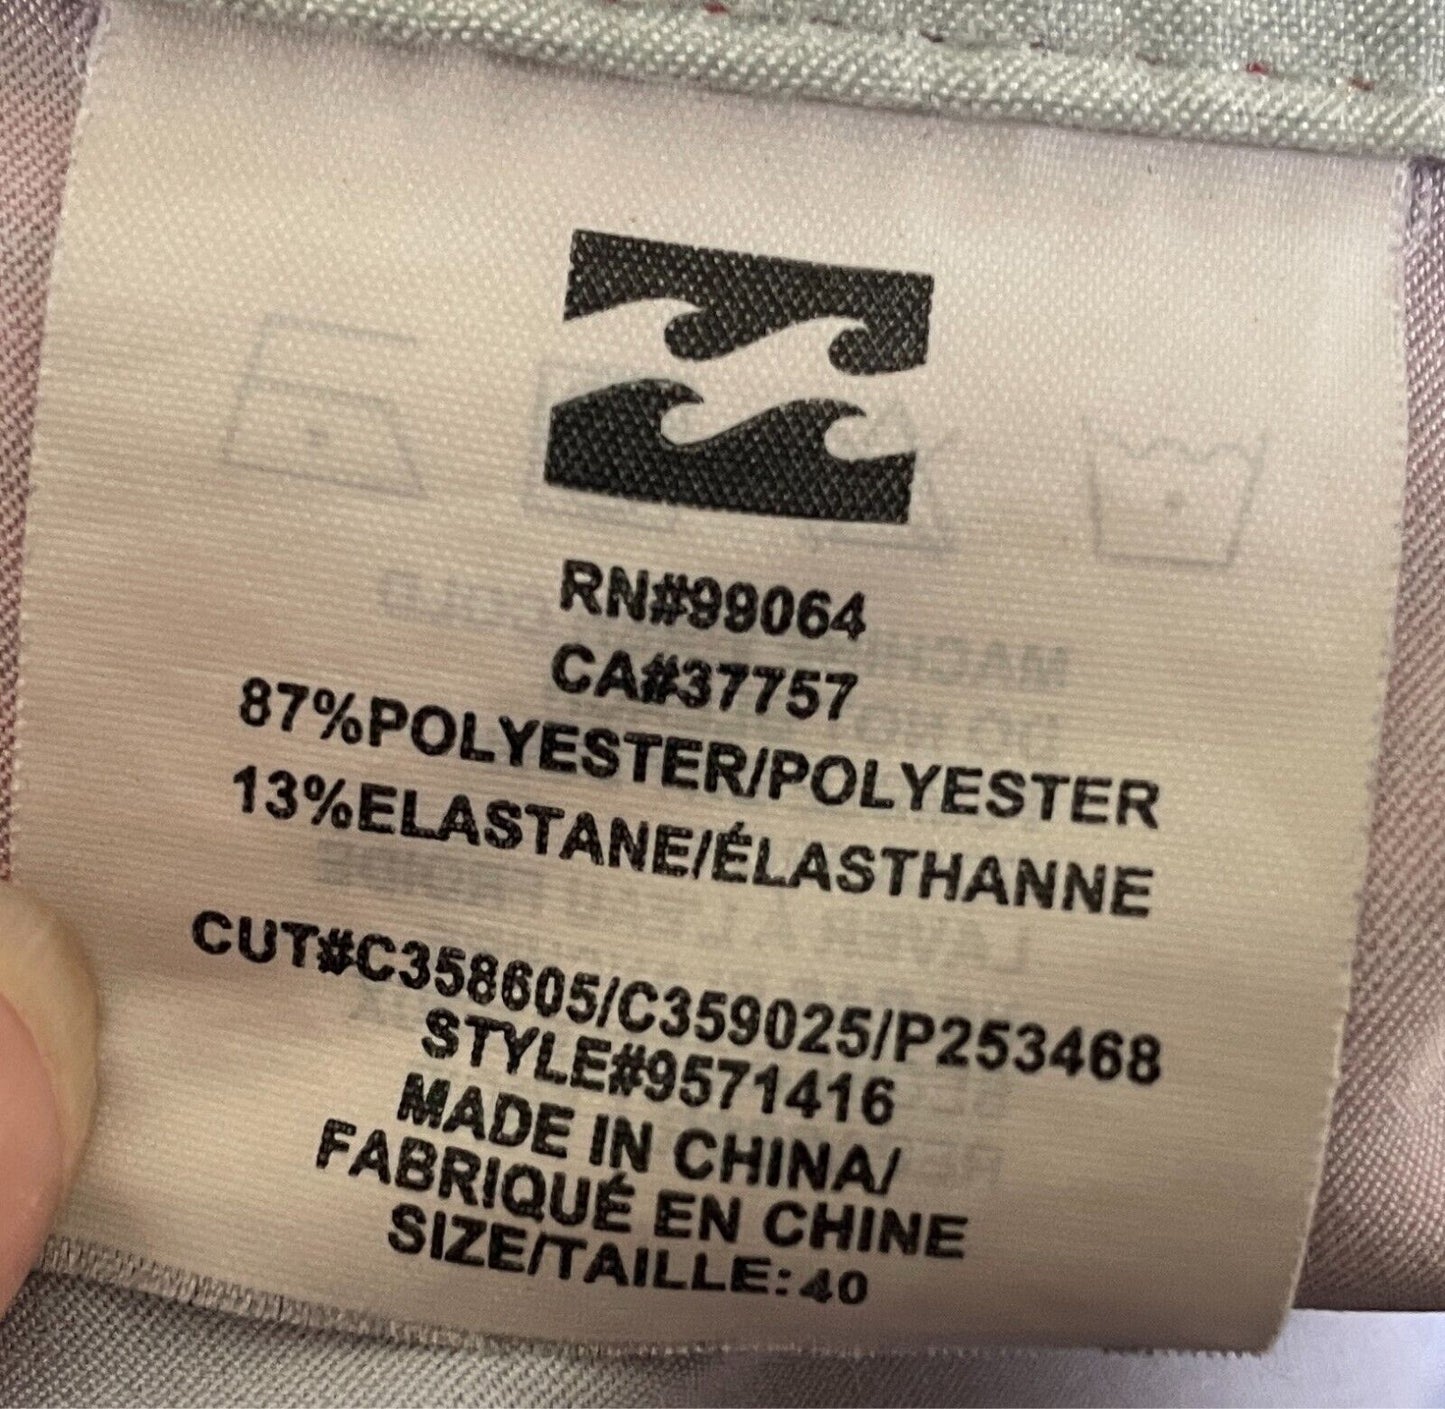 RN#99064
CA#37757
87%POLYESTER/POLYESTER
13%ELASTANE/ÉLASTHANNE
CUT#C358605/C359025/P253468
STYLE#9571416
MADE IN CHINA/
FABRIQUÉ EN CHINE
SIZE/TAILLE:40